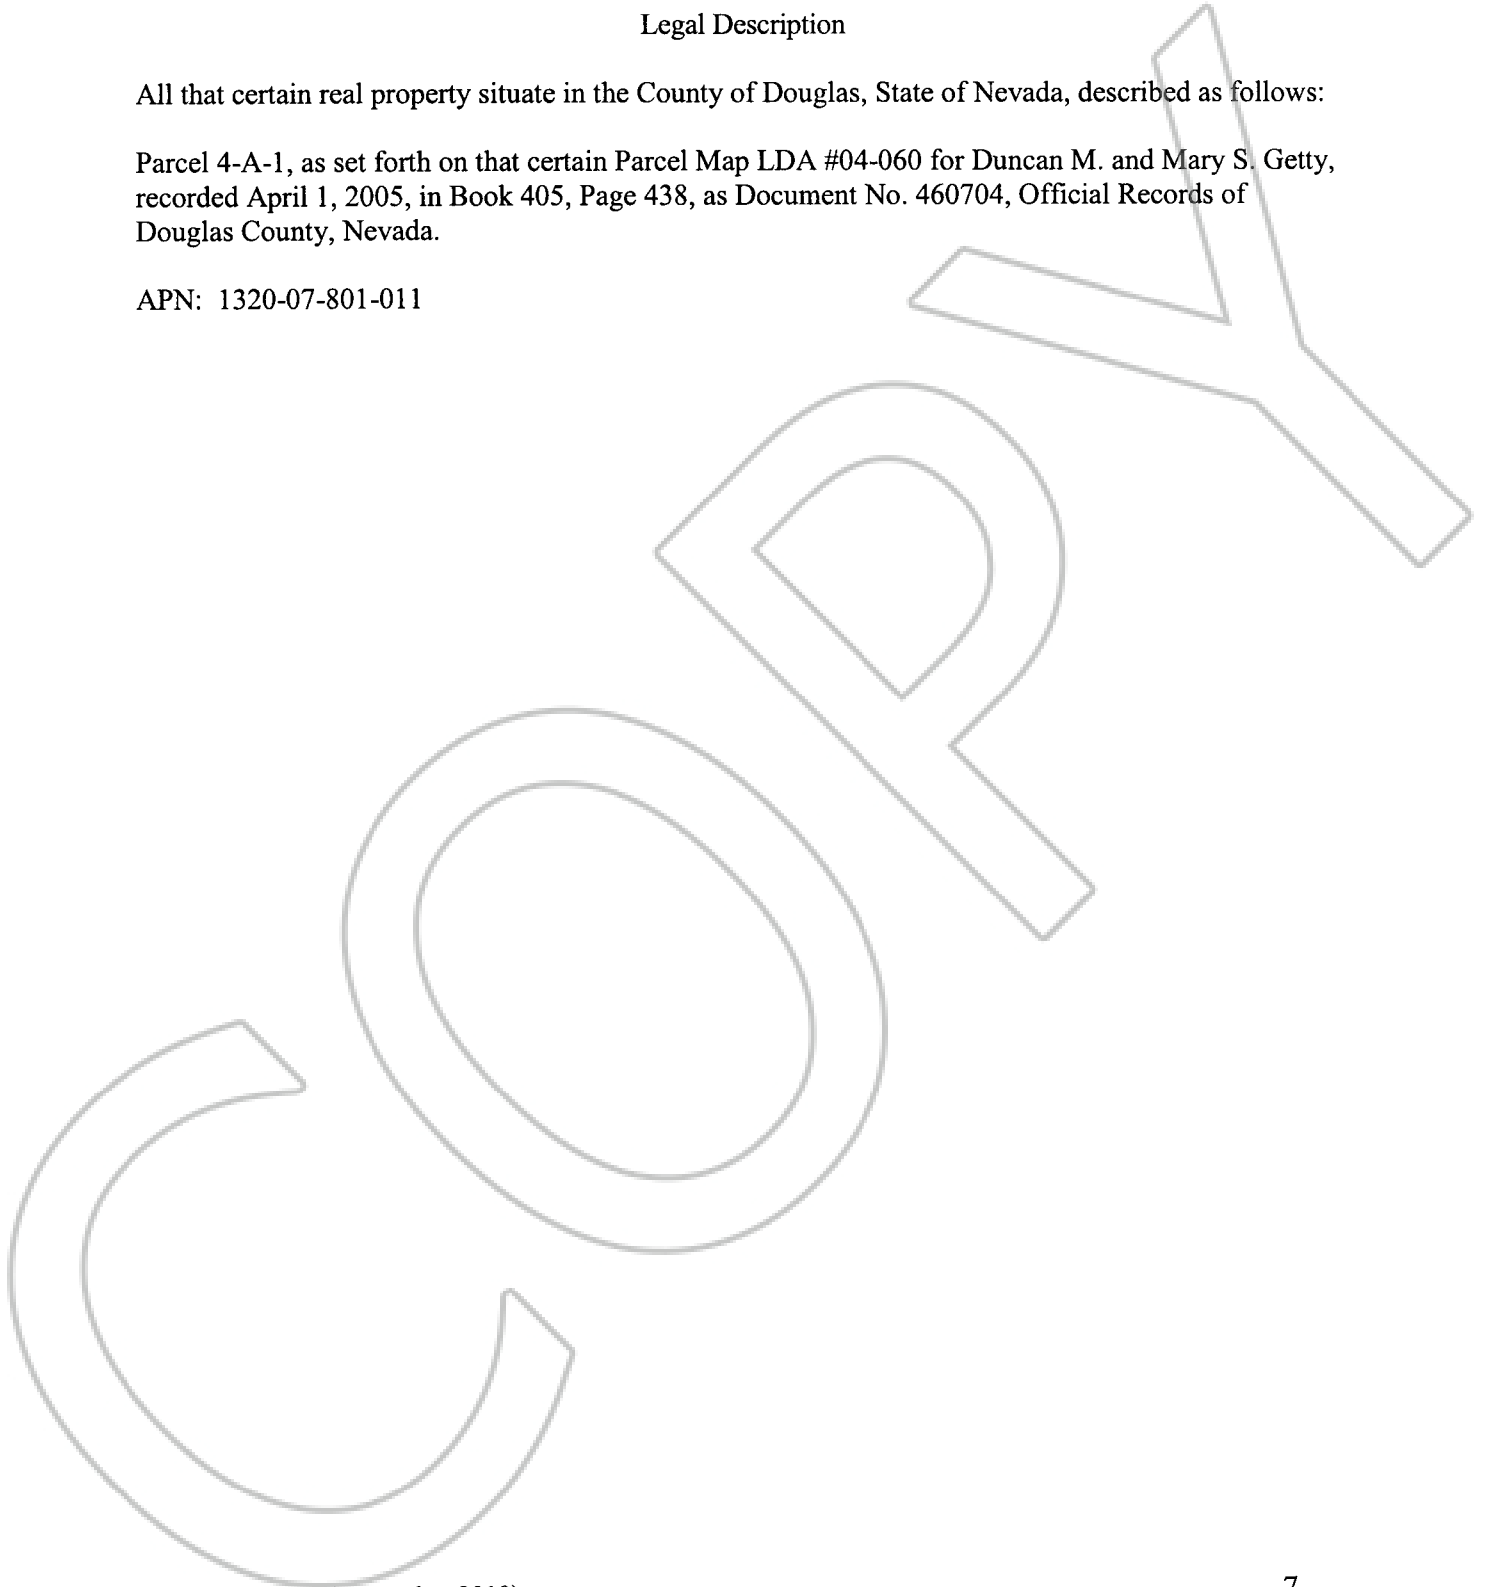 Legal Description
All that certain real property situate in the County of Douglas, State of Nevada, described as follows:
Parcel 4-A-1, as set forth on that certain Parcel Map LDA #04-060 for Duncan M. and Mary S. Getty,
recorded April 1, 2005, in Book 405, Page 438, as Document No. 460704, Official Records of
Douglas County, Nevada.
APN: 1320-07-801-011
COPY
7